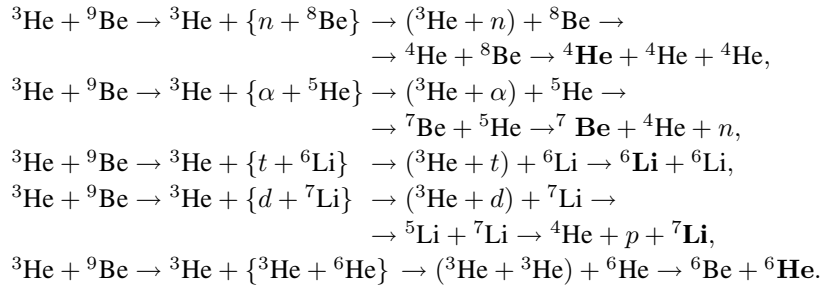 ³He + ⁹Be → ³He + {n + ⁸Be} → (³He + n) + ⁸Be →
→ ⁴He + ⁸Be → ⁴He + ⁴He + ⁴He,
³He + ⁹Be → ³He + {α + ⁵He} → (³He + α) + ⁵He →
→ ⁷Be + ⁵He →⁷ Be + ⁴He + n,
³He + ⁹Be → ³He + {t + ⁶Li} → (³He + t) + ⁶Li → ⁶Li + ⁶Li,
³He + ⁹Be → ³He + {d + ⁷Li} → (³He + d) + ⁷Li →
→ ⁵Li + ⁷Li → ⁴He + p + ⁷Li,
³He + ⁹Be → ³He + {³He + ⁶He} → (³He + ³He) + ⁶He → ⁶Be + ⁶He.